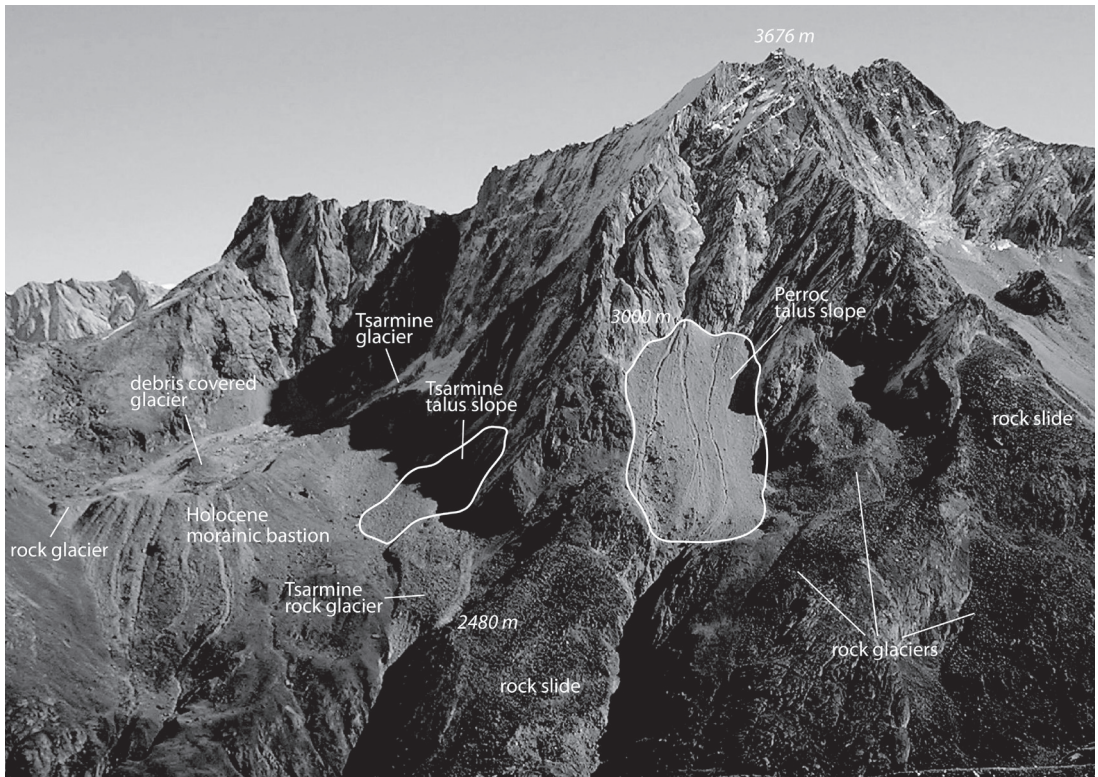 3676 m
Perroc
talus slope
3000 m
Tsarmine
glacier
debris covered
glacier
Tsarmine
talus slope
rock slide
Holocene
morainic bastion
rock glacier
Tsarmine
rock glacier
2480 m
rock glaciers
rock slide